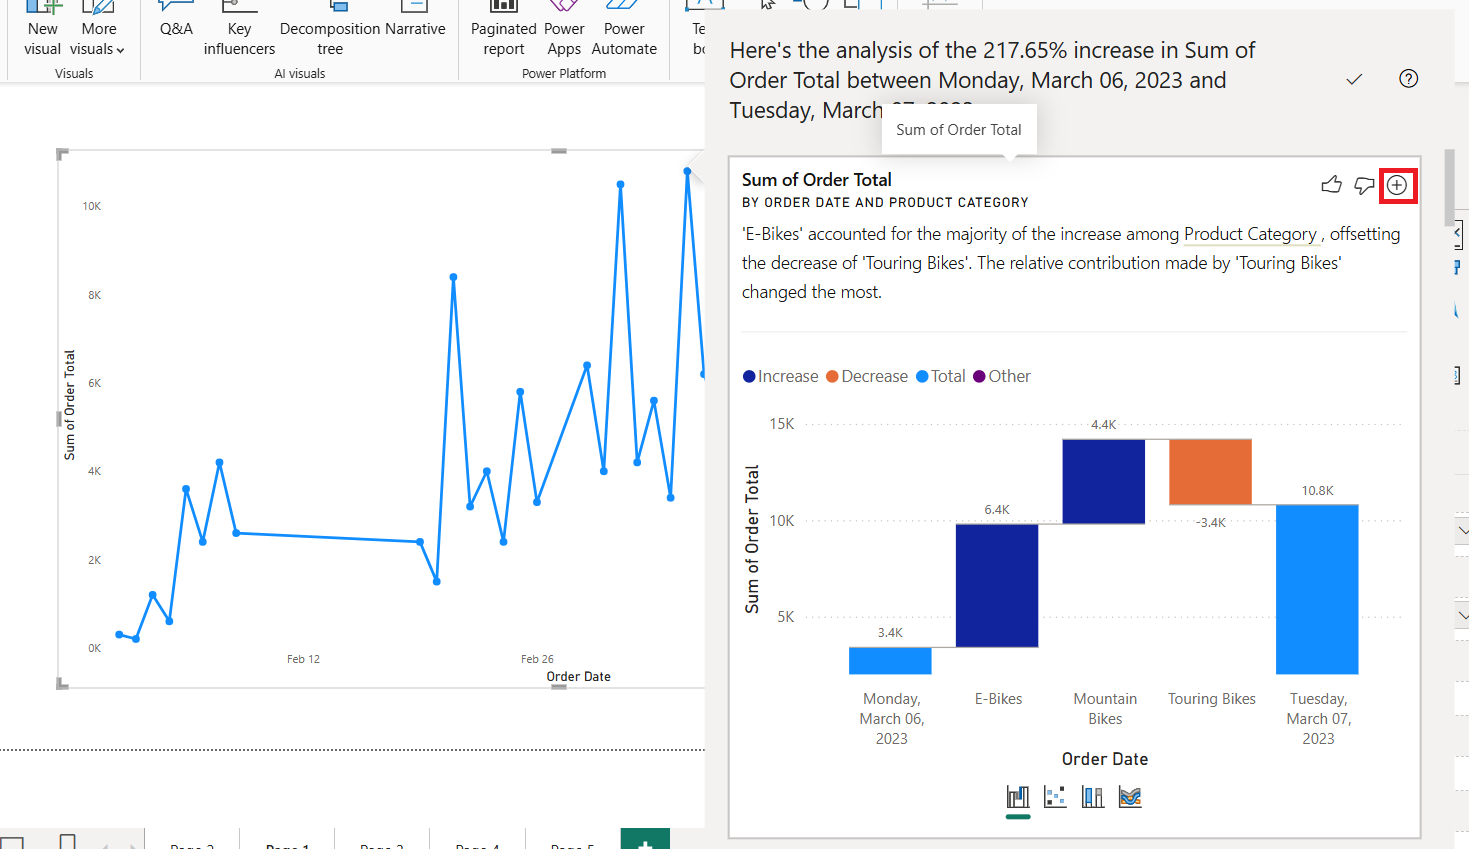 New
visual
More
visuals
Visuals
Q&A
Key
influencers
Decomposition
tree
Narrative
AI visuals
Paginated
report
Power
Apps
Power
Automate
Power Platform
Here's the analysis of the 217.65% increase in Sum of
Order Total between Monday, March 06, 2023 and
Tuesday, March
Sum of Order Total
Sum of Order Total
BY ORDER DATE AND PRODUCT CATEGORY
'E-Bikes' accounted for the majority of the increase among Product Category , offsetting
the decrease of 'Touring Bikes'. The relative contribution made by 'Touring Bikes'
changed the most.
Increase Decrease Total Other
15K
10K
5K
Sum of Order Total
3.4K
6.4K
4.4K
-3.4K
10.8K
Monday,
March 06,
2023
E-Bikes
Mountain
Bikes
Touring Bikes
Tuesday,
March 07,
2023
Order Date
10K
8K
6K
4K
2K
0K
Sum of Order Total
Feb 12
Feb 26
Order Date
Page 1